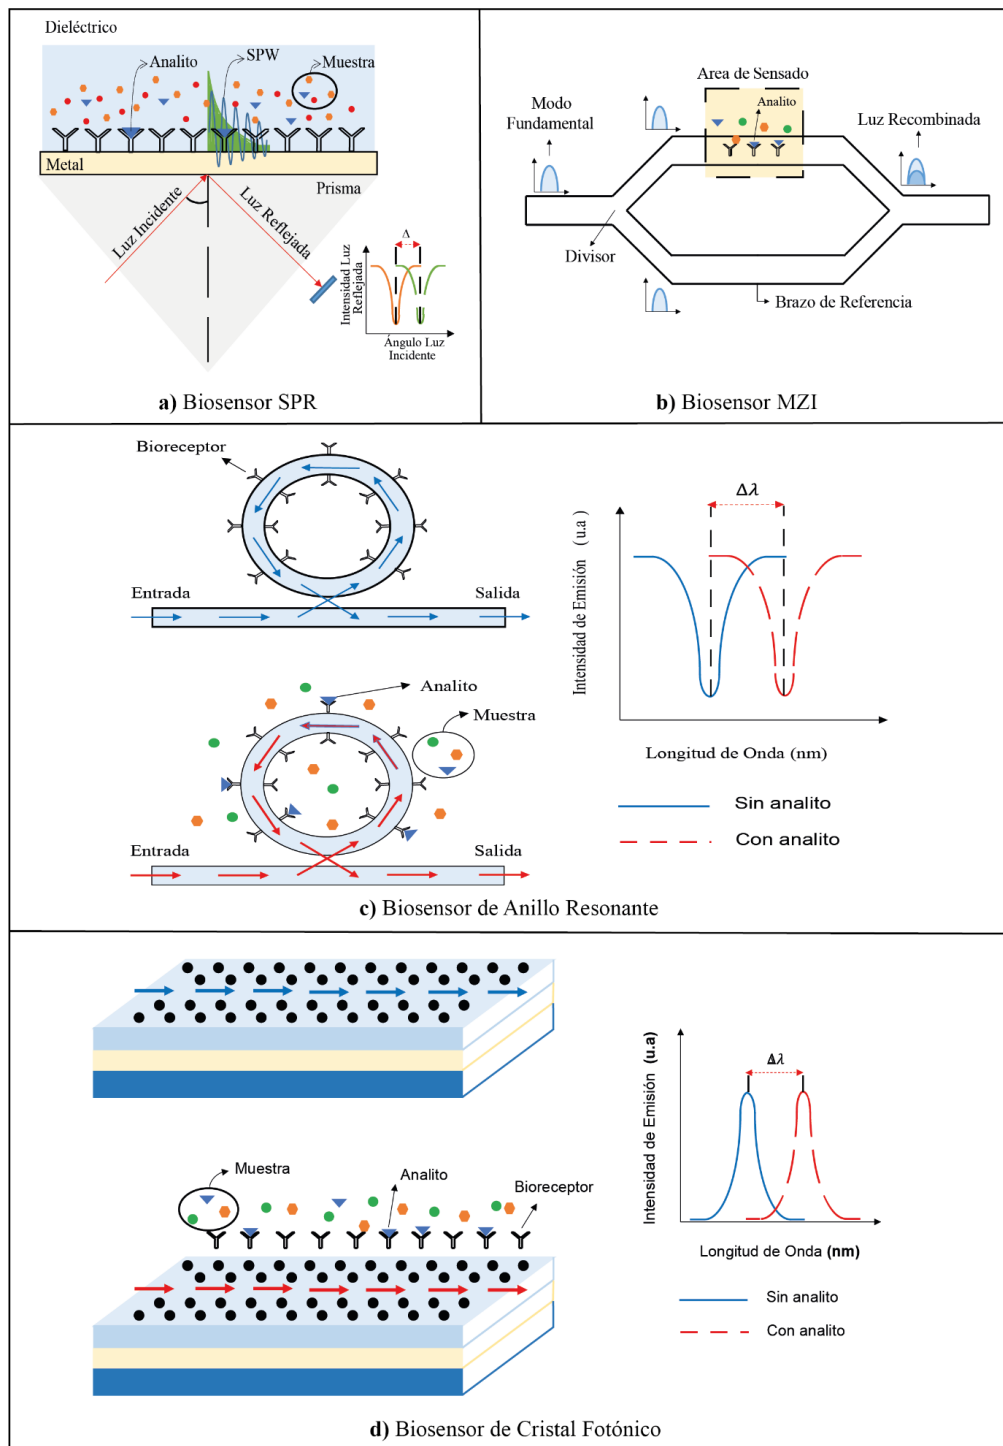 Dieléctrico
Analito
SPW
Muestra
Metal
Prisma
Luz Incidente
Luz Reflejada
Δ
Intensidad Luz
Reflejada
Ángulo Luz
Incidente
a) Biosensor SPR
Area de Sensado
Analito
Modo
Fundamental
Luz Recombinada
Divisor
Brazo de Referencia
b) Biosensor MZI
Bioreceptor
Entrada
Salida
Analito
Muestra
Entrada
Salida
Δλ
Intensidad de Emisión (u.a )
Longitud de Onda (nm)
Sin analito
Con analito
c) Biosensor de Anillo Resonante
Muestra
Analito
Bioreceptor
Δλ
Intensidad de Emisión (u.a)
Longitud de Onda (nm)
Sin analito
Con analito
d) Biosensor de Cristal Fotónico